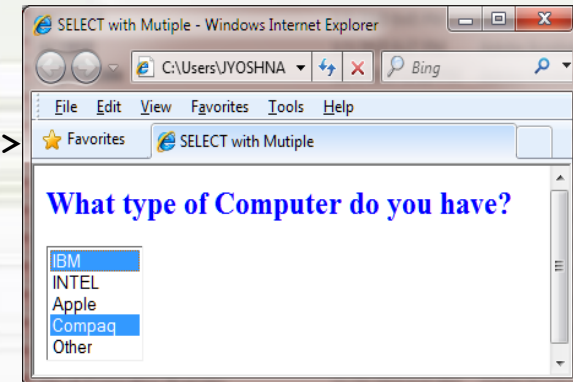 SELECT with Mutiple - Windows Internet Explorer
C:\Users\JYOSHNA
Bing
File Edit View Favorites Tools Help
> Favorites SELECT with Mutiple
What type of Computer do you have?
IBM
INTEL
Apple
Compaq
Other